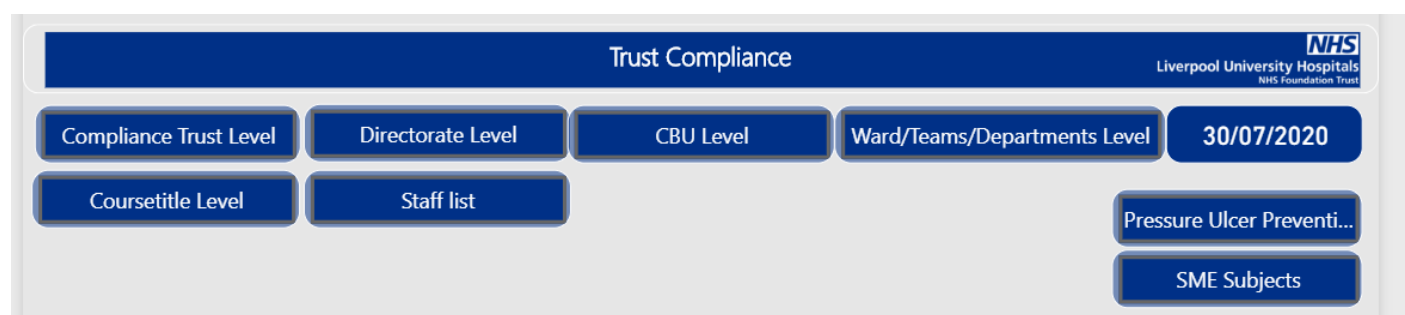 Trust Compliance
NHS
Liverpool University Hospitals
NHS Foundation Trust
Compliance Trust Level
Directorate Level
CBU Level
Ward/Teams/Departments Level
30/07/2020
Coursetitle Level
Staff list
Pressure Ulcer Preventi...
SME Subjects